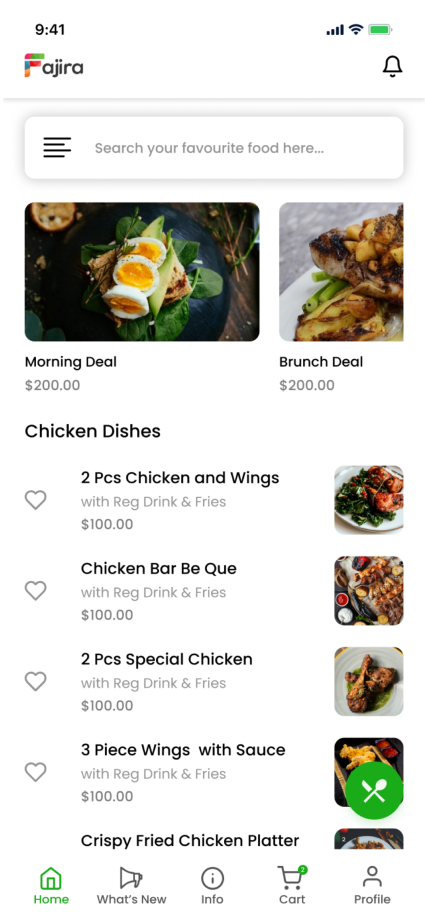 9:41
Fajira
Search your favourite food here...
Morning Deal
$200.00
Brunch Deal
$200.00
Chicken Dishes
2 Pcs Chicken and Wings
with Reg Drink & Fries
$100.00
Chicken Bar Be Que
with Reg Drink & Fries
$100.00
2 Pcs Special Chicken
with Reg Drink & Fries
$100.00
3 Piece Wings  with Sauce
with Reg Drink & Fries
$100.00
Crispy Fried Chicken Platter
2
2
Home
What's New
Info
Cart
Profile